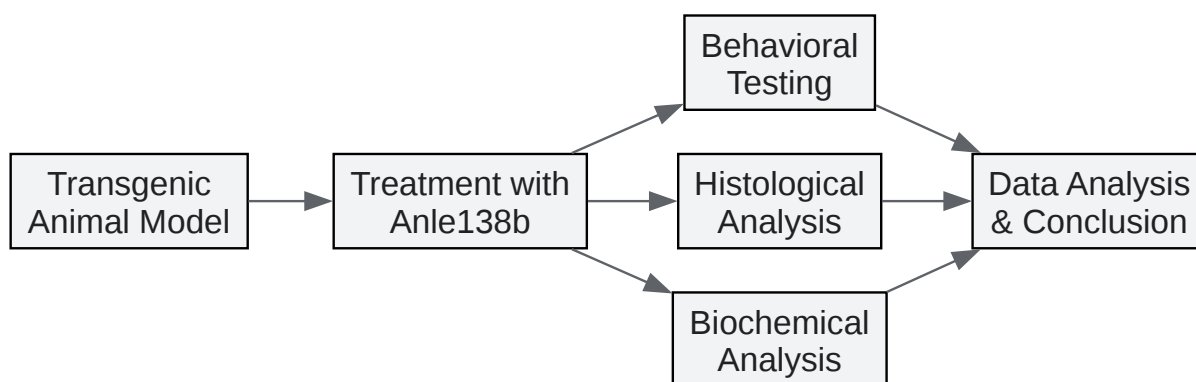 Behavioral
Testing
Transgenic
Animal Model
Treatment with
Anle138b
Histological
Analysis
Data Analysis
& Conclusion
Biochemical
Analysis